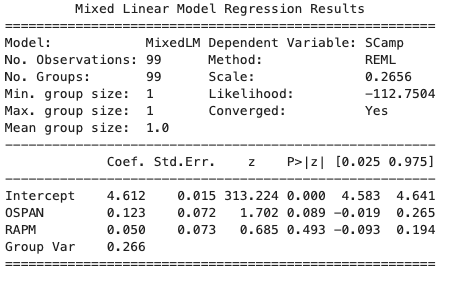 Mixed Linear Model Regression Results
======================================================
Model: MixedLM Dependent Variable: SCamp
No. Observations: 99 Method: REML
No. Groups: 99 Scale: 0.2656
Min. group size: 1 Likelihood: −112.7504
Max. group size: 1 Converged: Yes
Mean group size: 1.0
------------------------------------------------------
Coef. Std.Err. z P>|z| [0.025 0.975]
------------------------------------------------------
Intercept 4.612 0.015 313.224 0.000 4.583 4.641
OSPAN 0.123 0.072 1.702 0.089 −0.019 0.265
RAPM 0.050 0.073 0.685 0.493 −0.093 0.194
Group Var 0.266
======================================================